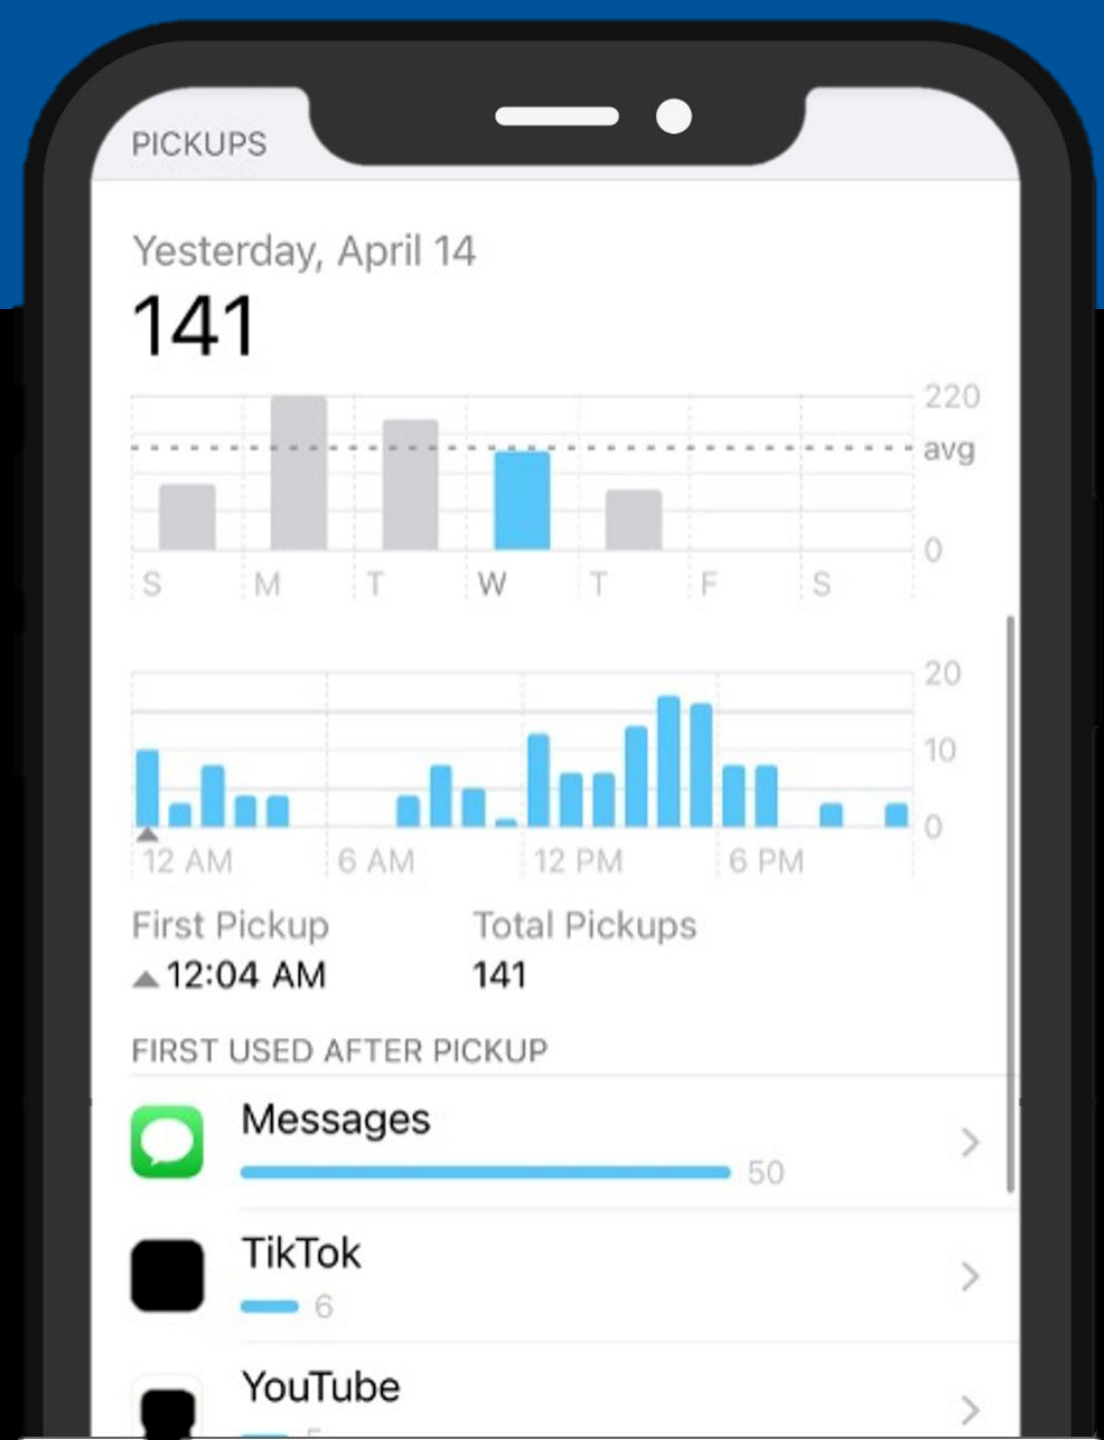 PICKUPS
Yesterday, April 14
141
220
avg
0
S M T W T F S
20
10
0
12 AM 6 AM 12 PM 6 PM
First Pickup Total Pickups
12:04 AM 141
FIRST USED AFTER PICKUP
Messages
50
TikTok
6
YouTube